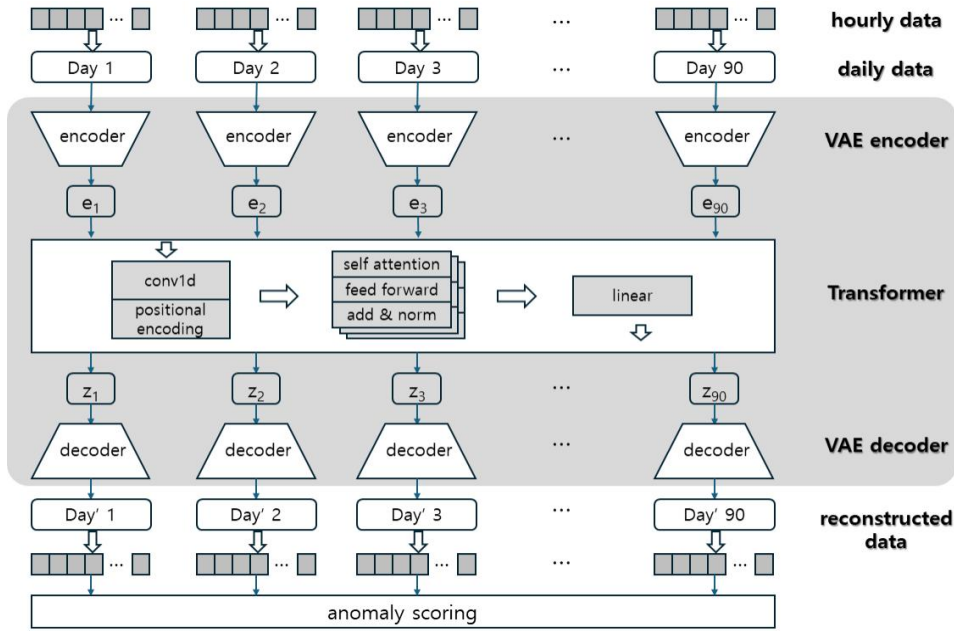 ... ... ... ... ... hourly data
Day 1 Day 2 Day 3 ... Day 90 daily data
encoder encoder encoder ... encoder VAE encoder
e₁ e₂ e₃ e₉₀
self attention
conv1d feed forward linear Transformer
positional
encoding
add & norm
z₁ z₂ z₃ ... z₉₀
decoder decoder decoder ... decoder VAE decoder
Day' 1 Day' 2 Day' 3 ... Day' 90 reconstructed
data
... ... ... ... ...
anomaly scoring